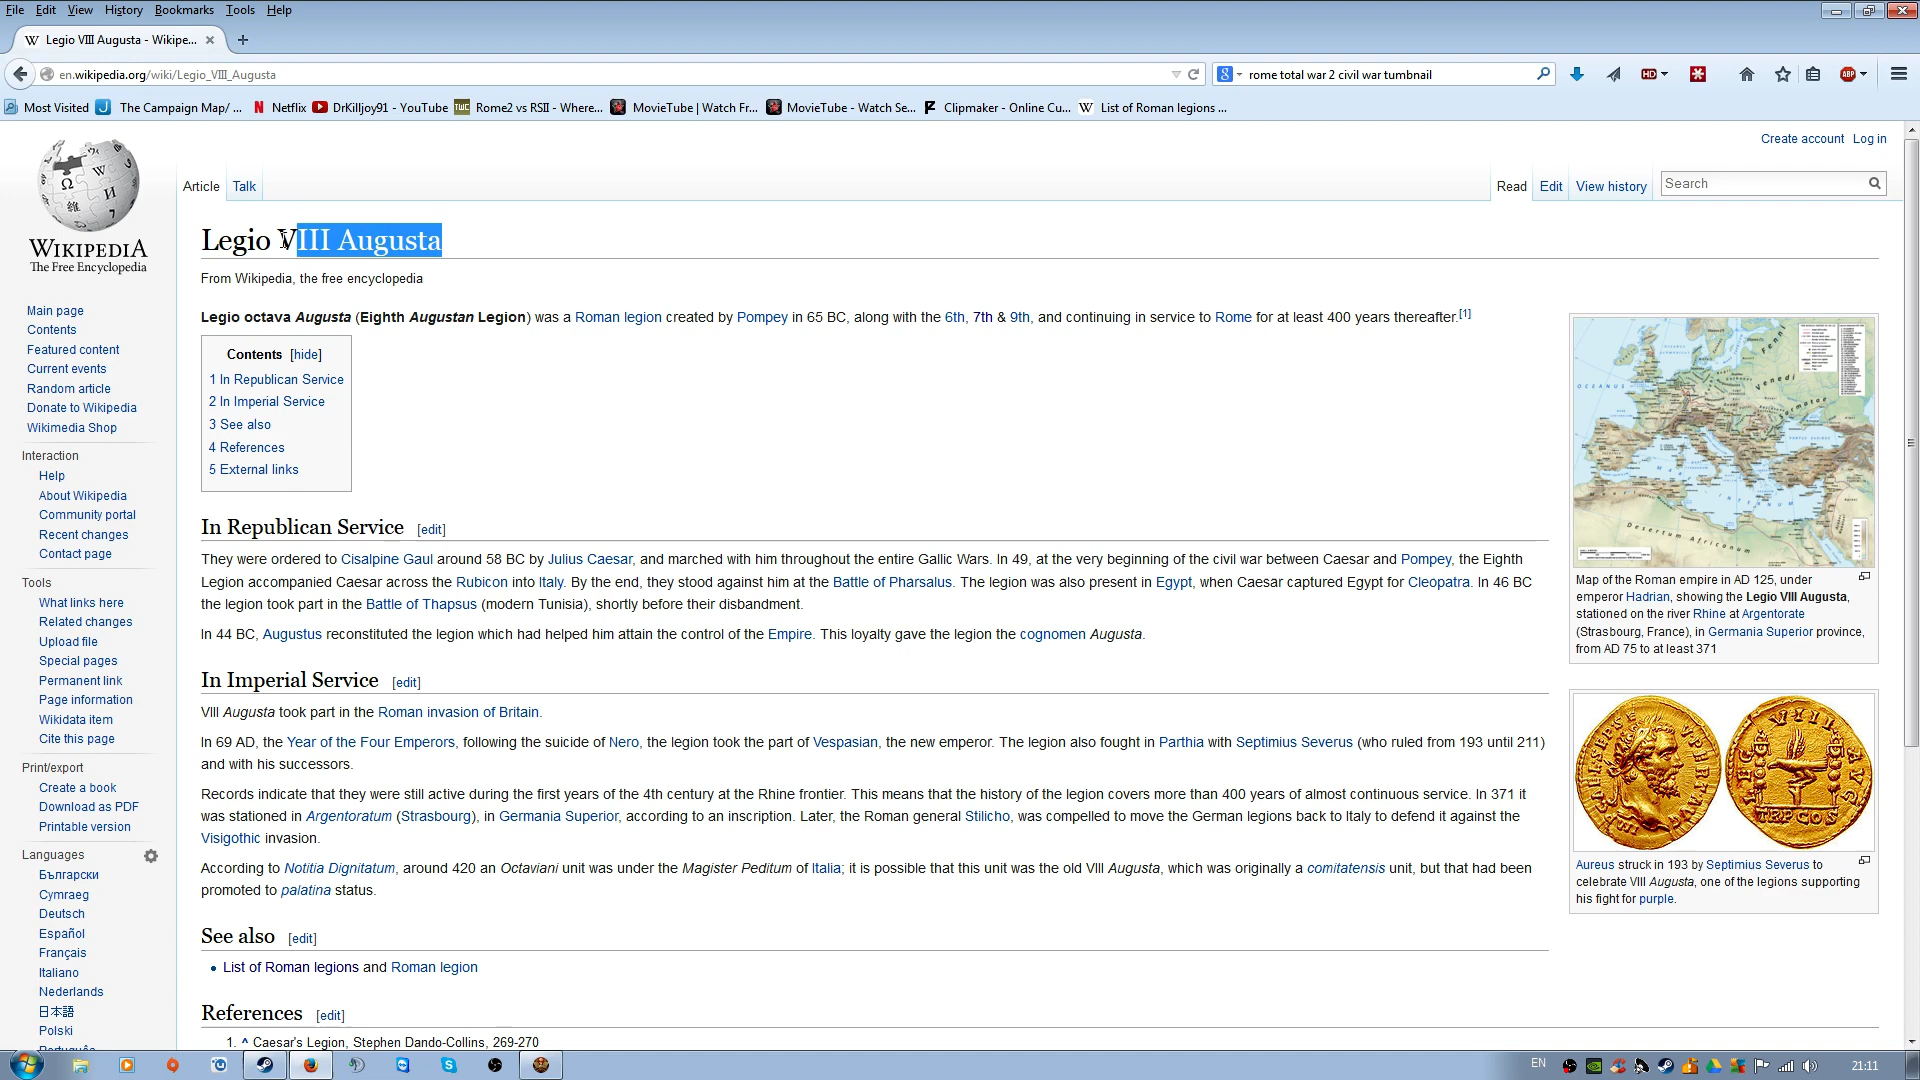 File Edit View History Bookmarks Tools Help
Legio VIII Augusta - Wikipe...
en.wikipedia.org/wiki/Legio_VIII_Augusta
rome total war 2 civil war tumbnail
HD
ABP
Most Visited The Campaign Map/ ... Netflix DrKilljoy91 - YouTube Rome2 vs RSII - Where... MovieTube | Watch Fr... MovieTube - Watch Se... Clipmaker - Online Cu... List of Roman legions ...
Create account Log in
WIKIPEDIA
The Free Encyclopedia
Article Talk
Read Edit View history Search
Legio VIII Augusta
From Wikipedia, the free encyclopedia
Legio octava Augusta (Eighth Augustan Legion) was a Roman legion created by Pompey in 65 BC, along with the 6th, 7th & 9th, and continuing in service to Rome for at least 400 years thereafter.[1]
Contents [hide]
1 In Republican Service
2 In Imperial Service
3 See also
4 References
5 External links
In Republican Service [edit]
They were ordered to Cisalpine Gaul around 58 BC by Julius Caesar, and marched with him throughout the entire Gallic Wars. In 49, at the very beginning of the civil war between Caesar and Pompey, the Eighth
Legion accompanied Caesar across the Rubicon into Italy. By the end, they stood against him at the Battle of Pharsalus. The legion was also present in Egypt, when Caesar captured Egypt for Cleopatra. In 46 BC
the legion took part in the Battle of Thapsus (modern Tunisia), shortly before their disbandment.
In 44 BC, Augustus reconstituted the legion which had helped him attain the control of the Empire. This loyalty gave the legion the cognomen Augusta.
In Imperial Service [edit]
VIII Augusta took part in the Roman invasion of Britain.
In 69 AD, the Year of the Four Emperors, following the suicide of Nero, the legion took the part of Vespasian, the new emperor. The legion also fought in Parthia with Septimius Severus (who ruled from 193 until 211)
and with his successors.
Records indicate that they were still active during the first years of the 4th century at the Rhine frontier. This means that the history of the legion covers more than 400 years of almost continuous service. In 371 it
was stationed in Argentoratum (Strasbourg), in Germania Superior, according to an inscription. Later, the Roman general Stilicho, was compelled to move the German legions back to Italy to defend it against the
Visigothic invasion.
According to Notitia Dignitatum, around 420 an Octaviani unit was under the Magister Peditum of Italia; it is possible that this unit was the old VIII Augusta, which was originally a comitatensis unit, but that had been
promoted to palatina status.
See also [edit]
List of Roman legions and Roman legion
References [edit]
1. ^ Caesar's Legion, Stephen Dando-Collins, 269-270
Map of the Roman empire in AD 125, under
emperor Hadrian, showing the Legio VIII Augusta,
stationed on the river Rhine at Argentorate
(Strasbourg, France), in Germania Superior province,
from AD 75 to at least 371
Aureus struck in 193 by Septimius Severus to
celebrate VIII Augusta, one of the legions supporting
his fight for purple.
Main page
Contents
Featured content
Current events
Random article
Donate to Wikipedia
Wikimedia Shop
Interaction
Help
About Wikipedia
Community portal
Recent changes
Contact page
Tools
What links here
Related changes
Upload file
Special pages
Permanent link
Page information
Wikidata item
Cite this page
Print/export
Create a book
Download as PDF
Printable version
Languages
Български
Cymraeg
Deutsch
Español
Français
Italiano
Nederlands
日本語
Polski
EN
21:11